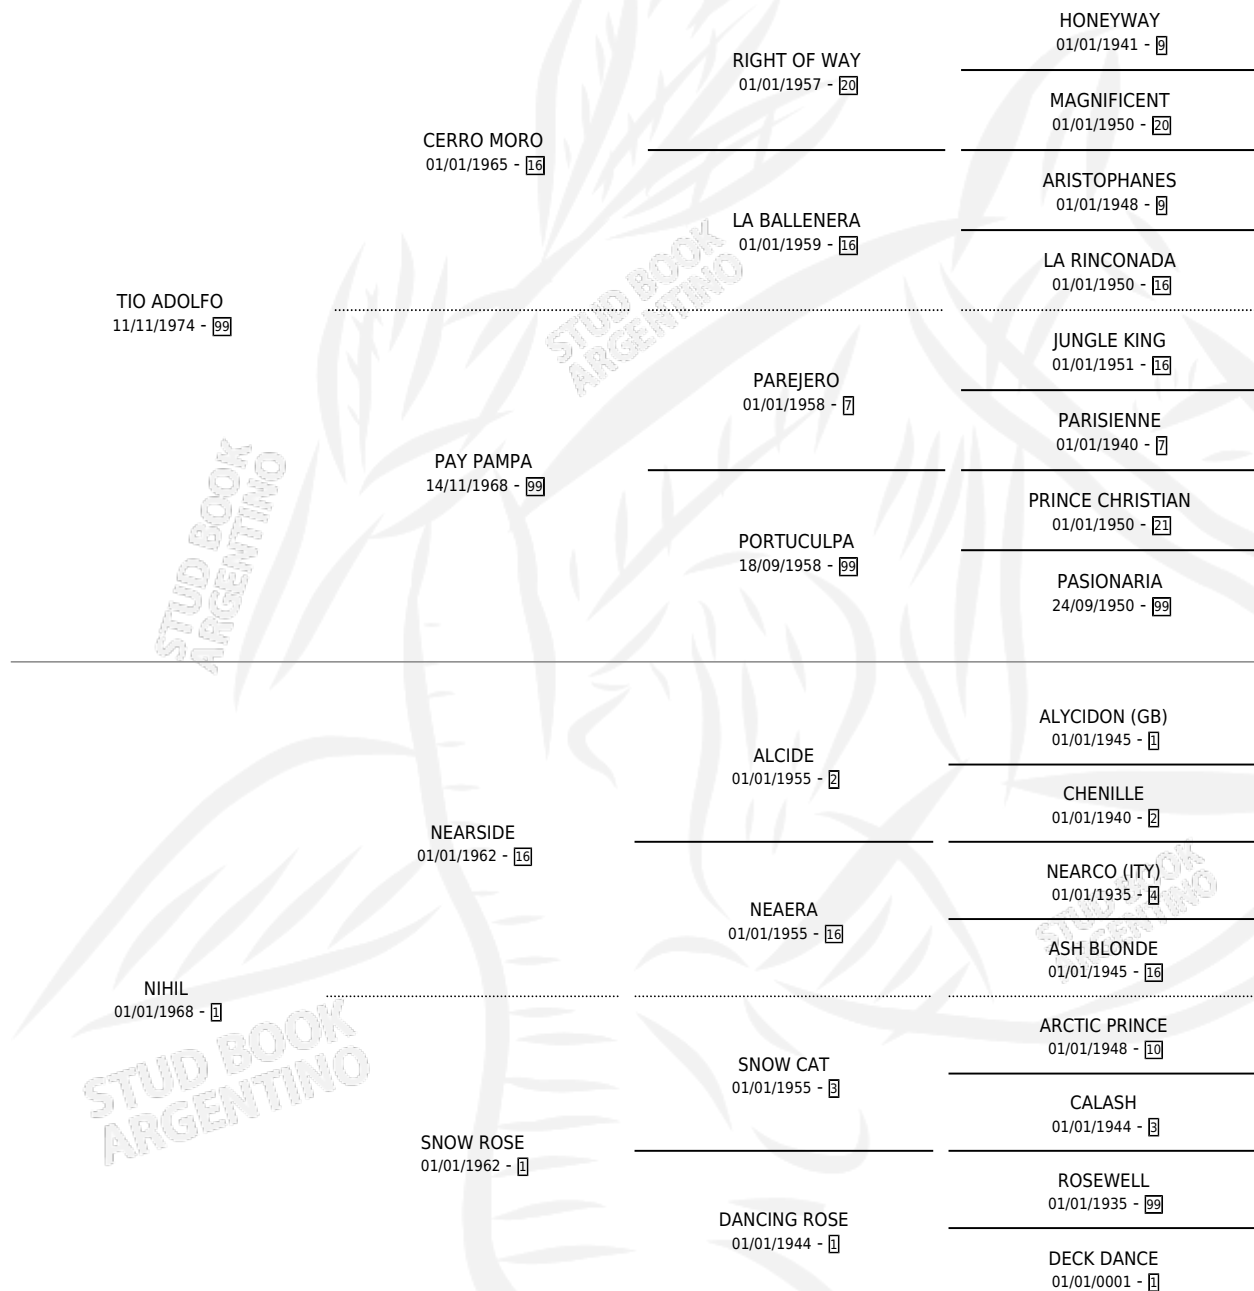 HONEYWAY
01/01/1941 - 9
RIGHT OF WAY
01/01/1957 - 20
MAGNIFICENT
01/01/1950 - 20
CERRO MORO
01/01/1965 - 16
ARISTOPHANES
01/01/1948 - 9
LA BALLENERA
01/01/1959 - 16
LA RINCONADA
01/01/1950 - 16
TIO ADOLFO
11/11/1974 - 99
JUNGLE KING
01/01/1951 - 16
PAREJERO
01/01/1958 - 7
PARISIENNE
01/01/1940 - 7
PAY PAMPA
14/11/1968 - 99
PRINCE CHRISTIAN
01/01/1950 - 21
PORTUCULPA
18/09/1958 - 99
PASIONARIA
24/09/1950 - 99
ALYCIDON (GB)
01/01/1945 - 1
ALCIDE
01/01/1955 - 2
CHENILLE
01/01/1940 - 2
NEARSIDE
01/01/1962 - 16
NEARCO (ITY)
01/01/1935 - 4
NEAERA
01/01/1955 - 16
ASH BLONDE
01/01/1945 - 16
NIHIL
01/01/1968 - 1
ARCTIC PRINCE
01/01/1948 - 10
SNOW CAT
01/01/1955 - 3
CALASH
01/01/1944 - 3
SNOW ROSE
01/01/1962 - 1
ROSEWELL
01/01/1935 - 99
DANCING ROSE
01/01/1944 - 1
DECK DANCE
01/01/0001 - 1
STUD BOOK
ARGENTINO
STUD BOOK
ARGENTINO
STUD BOOK
ARGENTINO
STUD BOOK
ARGENTINO